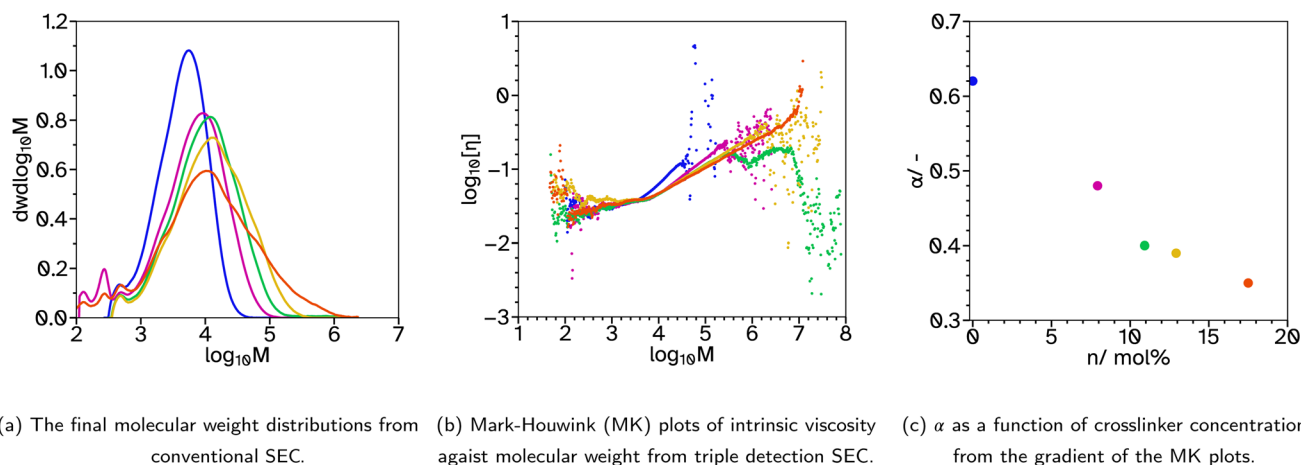 1.2
1.0
0.8
0.6
0.4
0.2
0.0
dwdlog₁₀M
2 3 4 5 6 7
log₁₀M
1
0
−1
−2
−3
log₁₀[η]
1 2 3 4 5 6 7 8
log₁₀M
0.7
0.6
0.5
0.4
0.3
α/ -
0 5 10 15 20
n/ mol%
(a) The final molecular weight distributions from
conventional SEC.
(b) Mark-Houwink (MK) plots of intrinsic viscosity
agaist molecular weight from triple detection SEC.
(c) α as a function of crosslinker concentration
from the gradient of the MK plots.